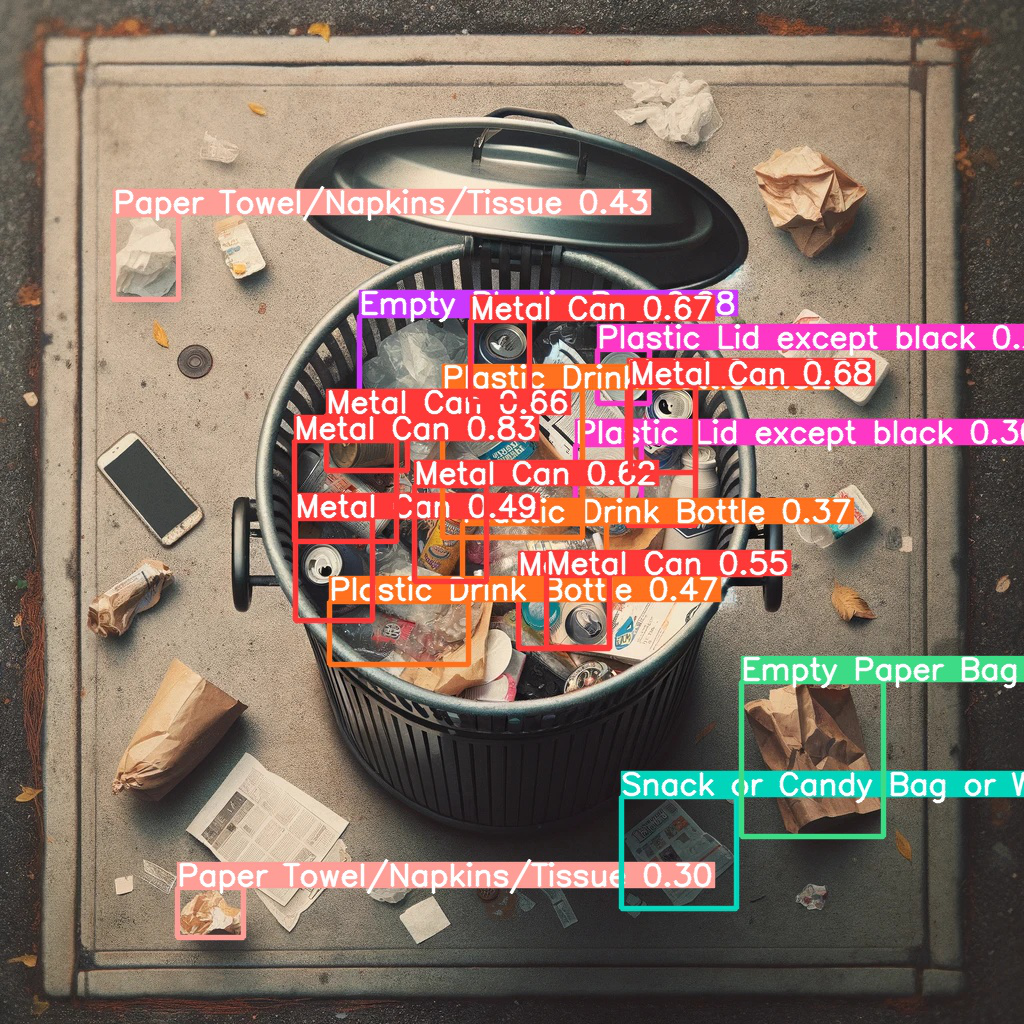 Paper Towel/Napkins/Tissue 0.43
Empty
Metal Can 0.67
8
Plastic Lid except black 0.
Plastic Drink
Metal Can 0.68
Metal Can 0.66
Metal Can 0.83
Plastic Lid except black 0.30
Metal Can 0.62
Metal Can 0.49
Drink Bottle 0.37
M
Metal Can 0.55
Plastic Drink Bottle 0.47
Empty Paper Bag
Snack or Candy Bag or W
Paper Towel/Napkins/Tissue 0.30